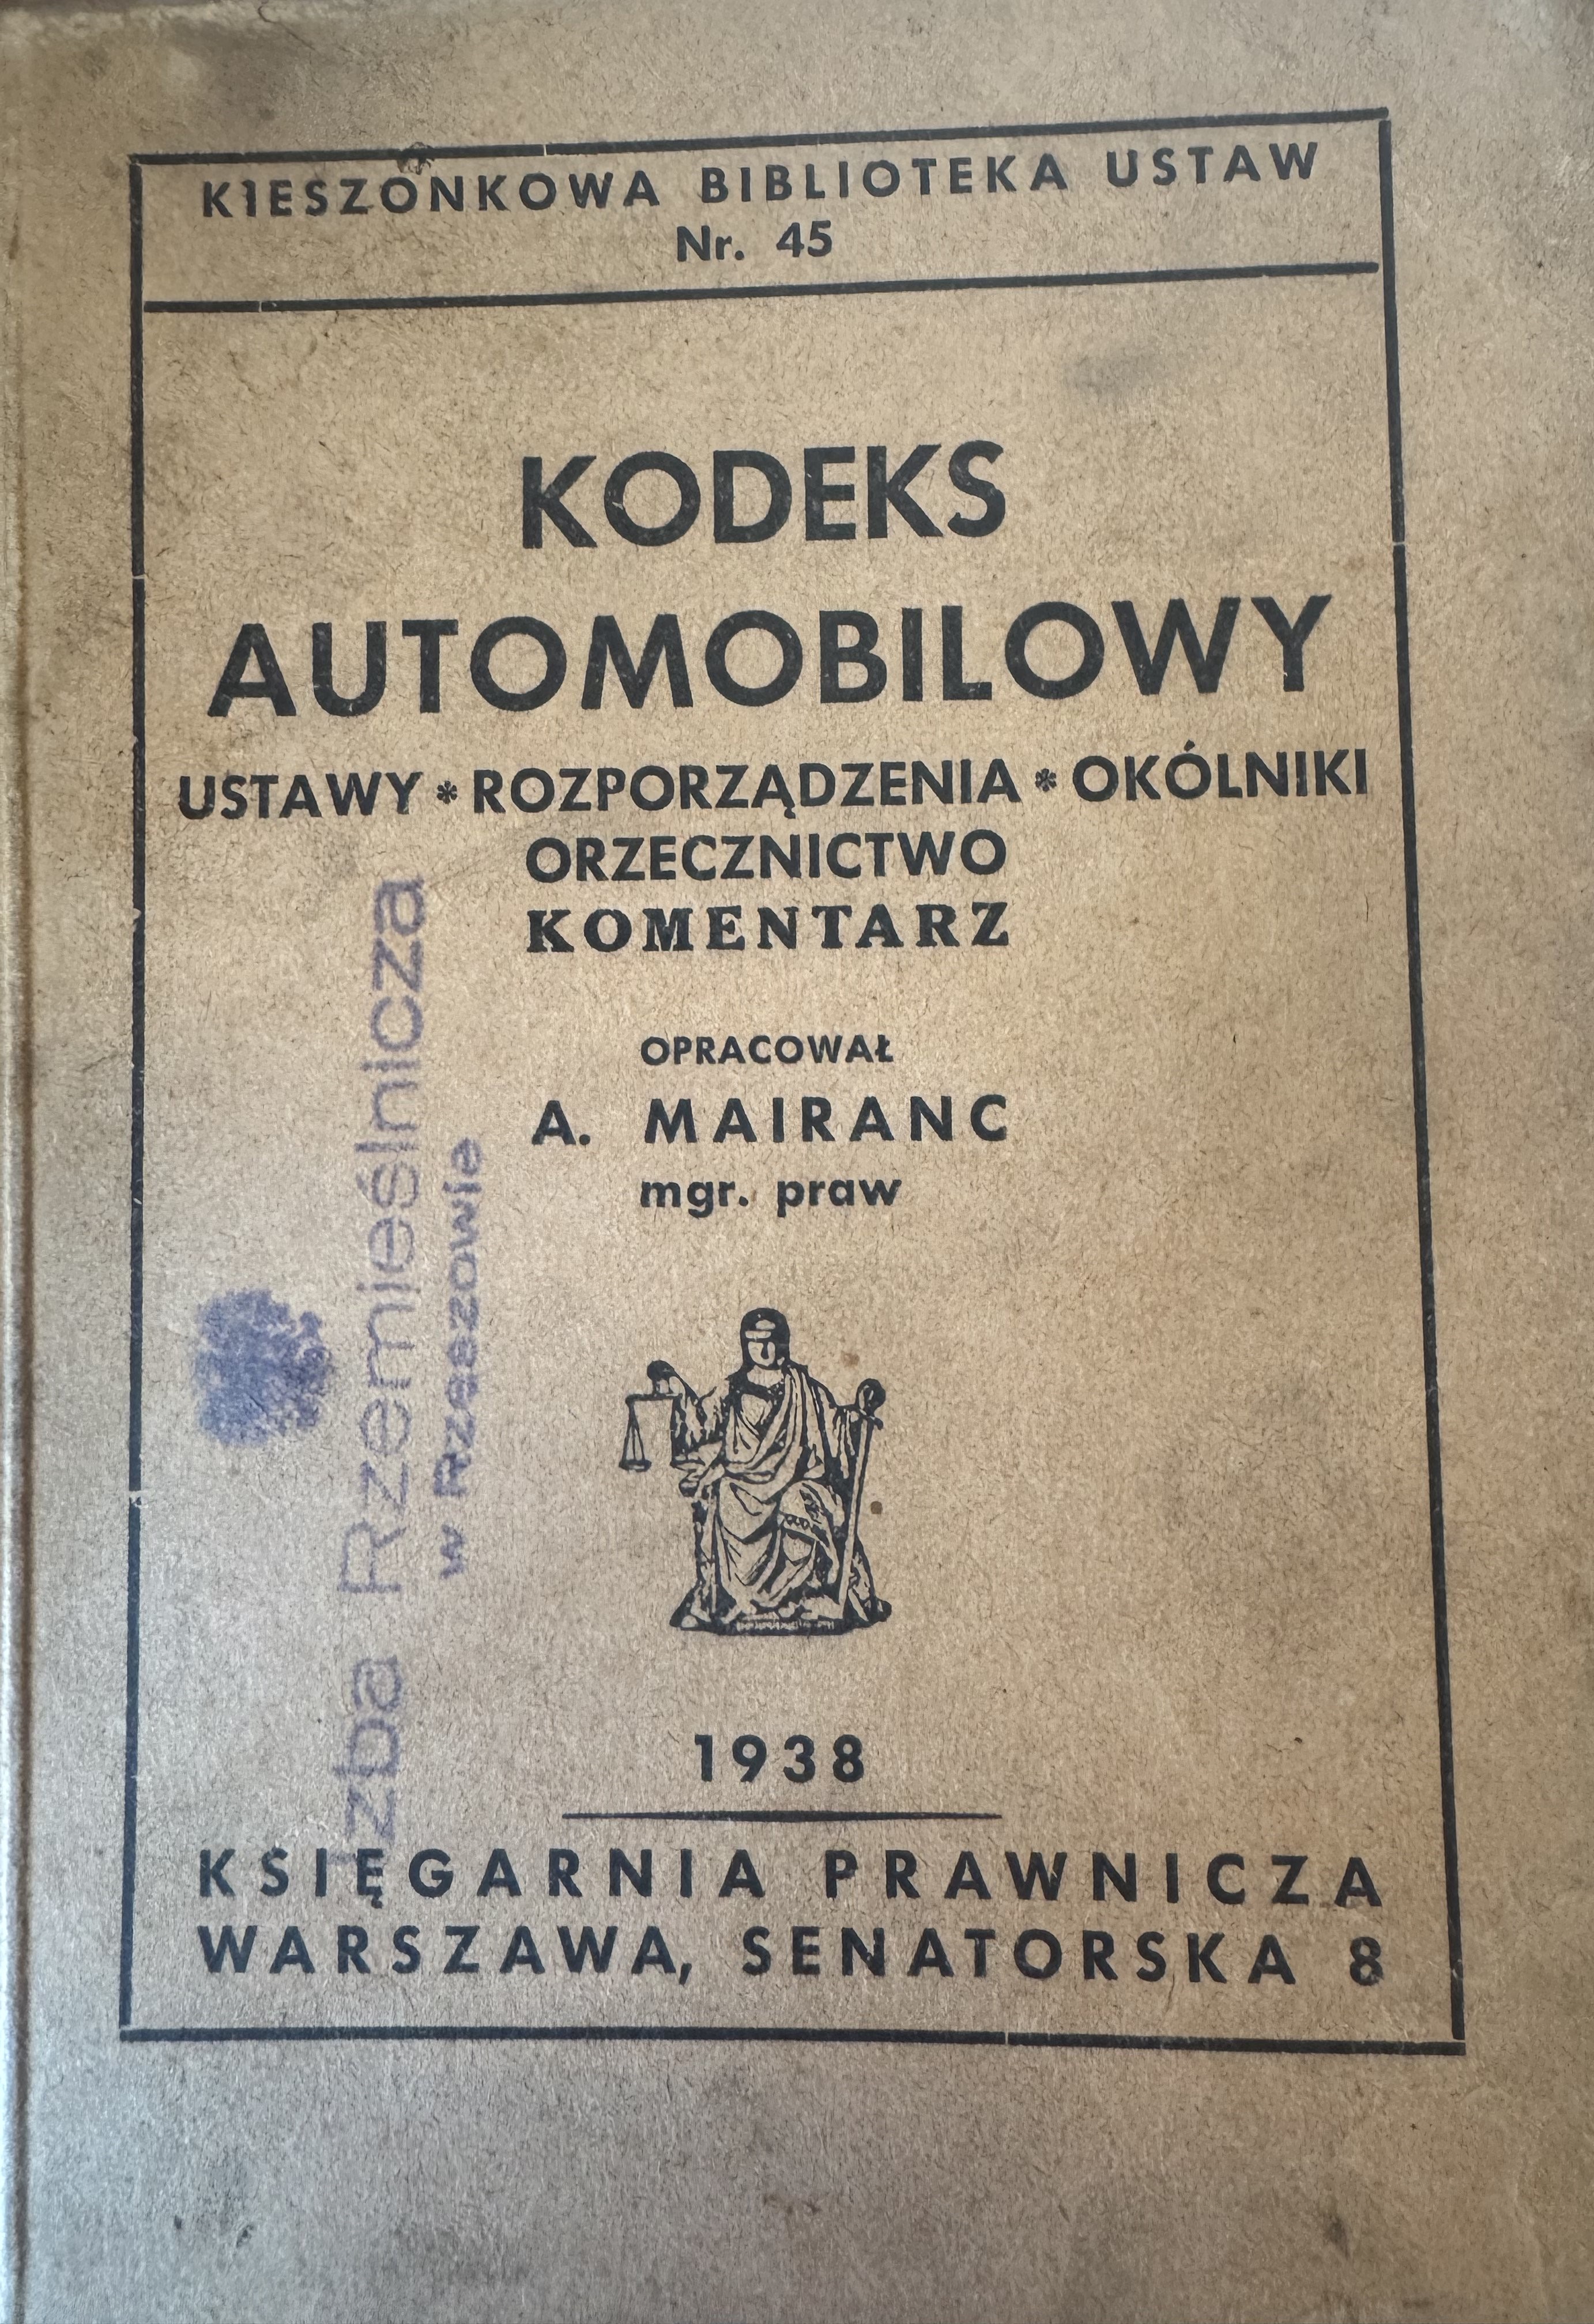 KIESZONKOWA BIBLIOTEKA USTAW
Nr. 45
KODEKS
AUTOMOBILOWY
USTAWY * ROZPORZĄDZENIA * OKÓLNIKI
ORZECZNICTWO
KOMENTARZ
OPRACOWAŁ
A. MAIRANC
mgr. praw
1938
KSIĘGARNIA PRAWNICZA
WARSZAWA, SENATORSKA 8
Izba Rzemieślnicza
w Rzeszowie